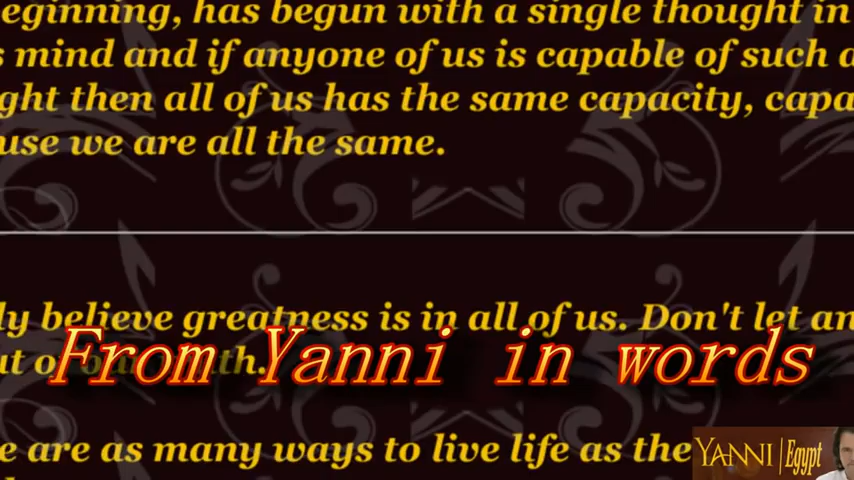 eginning, has begun with a single thought in
mind and if anyone of us is capable of such a
ght then all of us has the same capacity, capa
use we are all the same.
ly believe greatness is in all of us. Don't let an
From Yanni in words
e are as many ways to live life as the
YANNI | Egypt